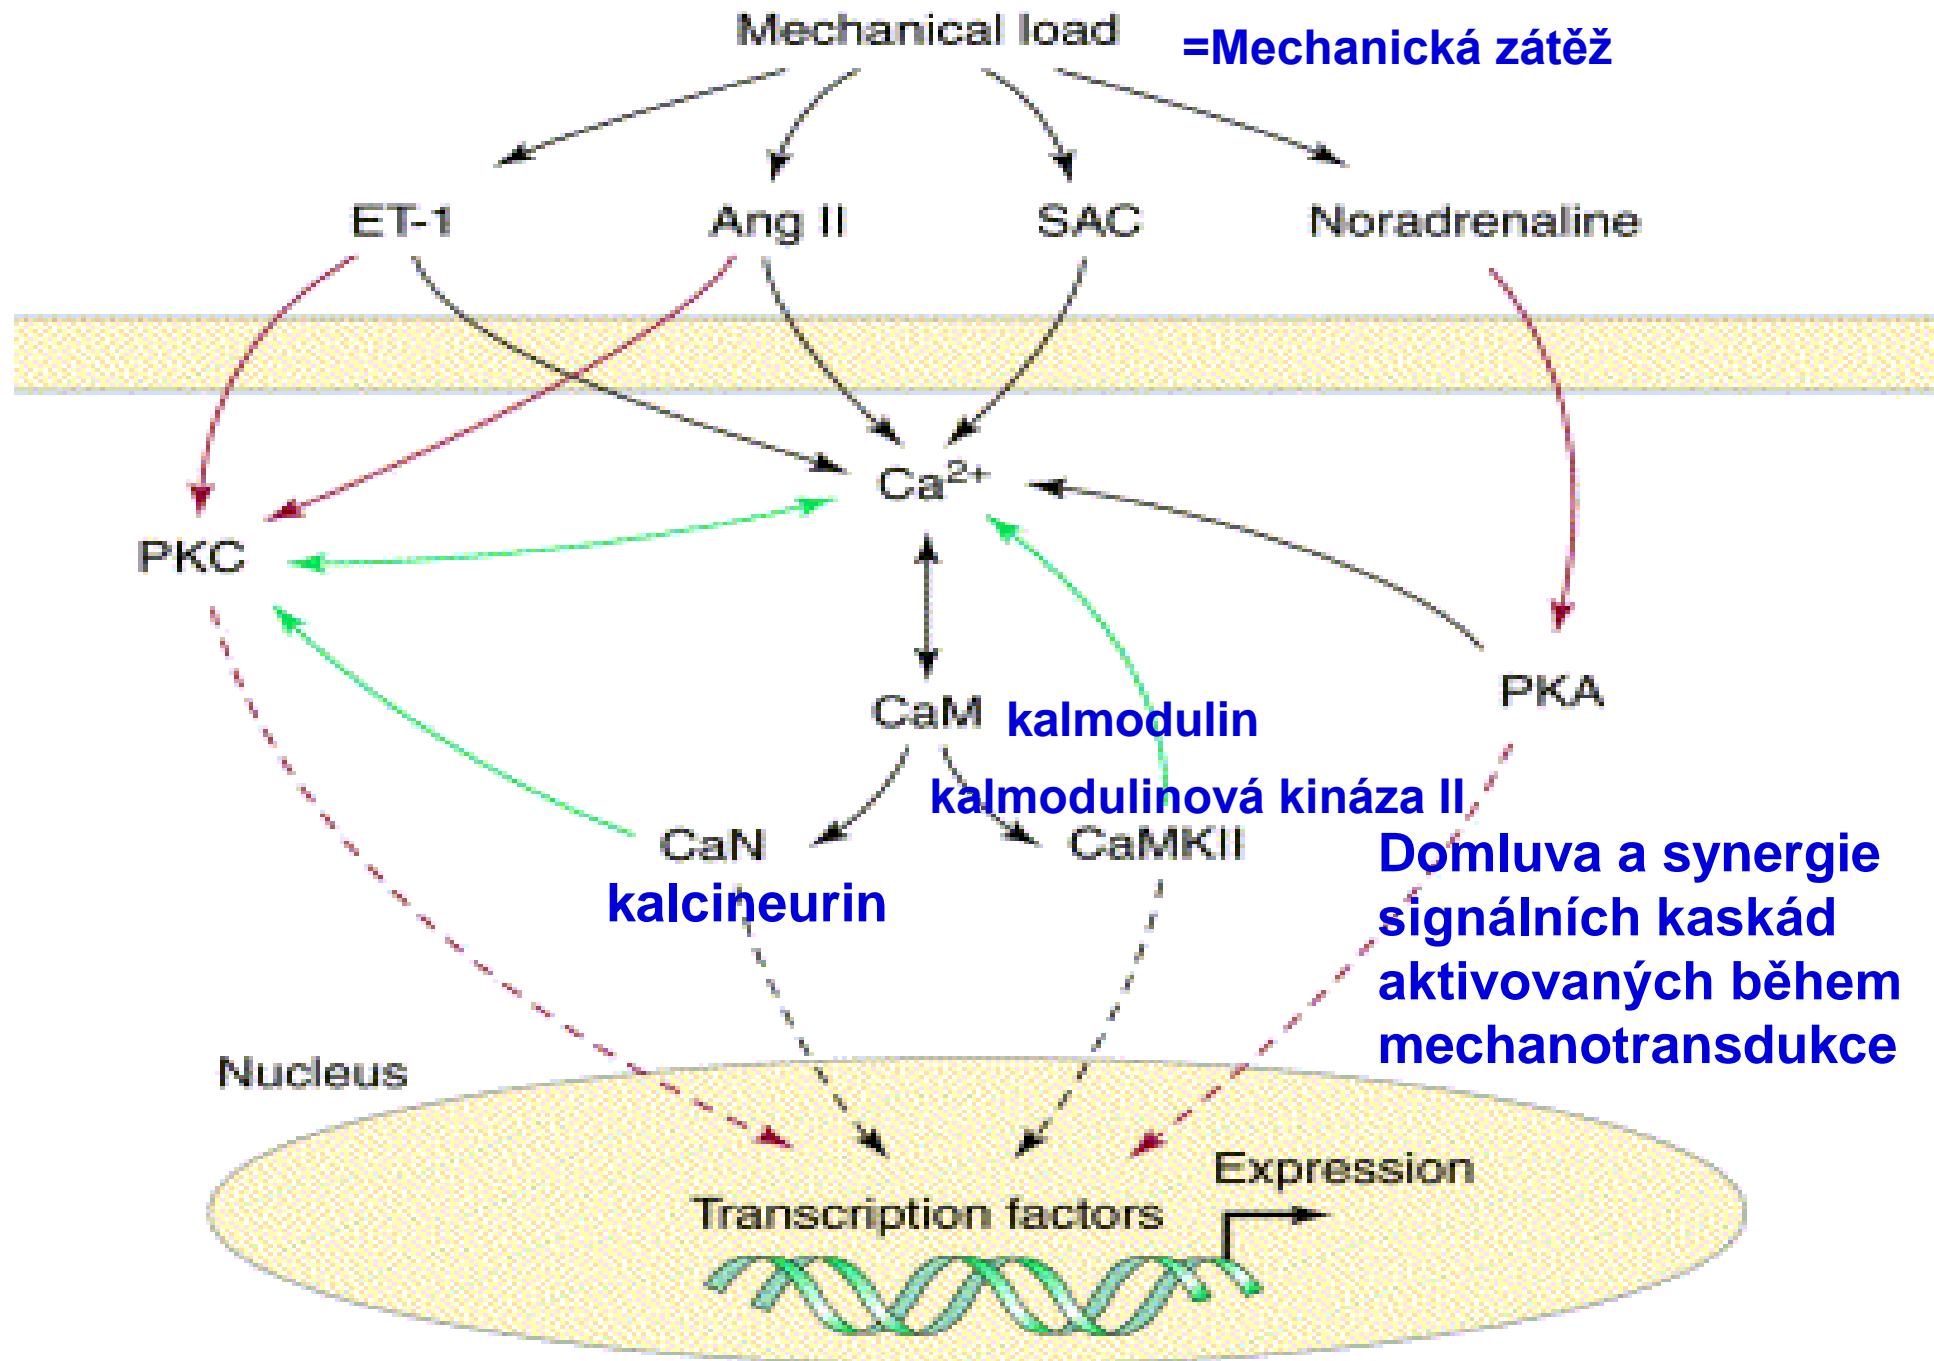 Mechanical load
=Mechanická zátěž
ET-1
Ang II
SAC
Noradrenaline
Ca²⁺
PKC
PKA
CaM
kalmodulin
kalmodulinová kináza II
CaN
CaMKII
kalcineurin
Domluva a synergie
signálních kaskád
aktivovaných během
mechanotransdukce
Nucleus
Expression
Transcription factors